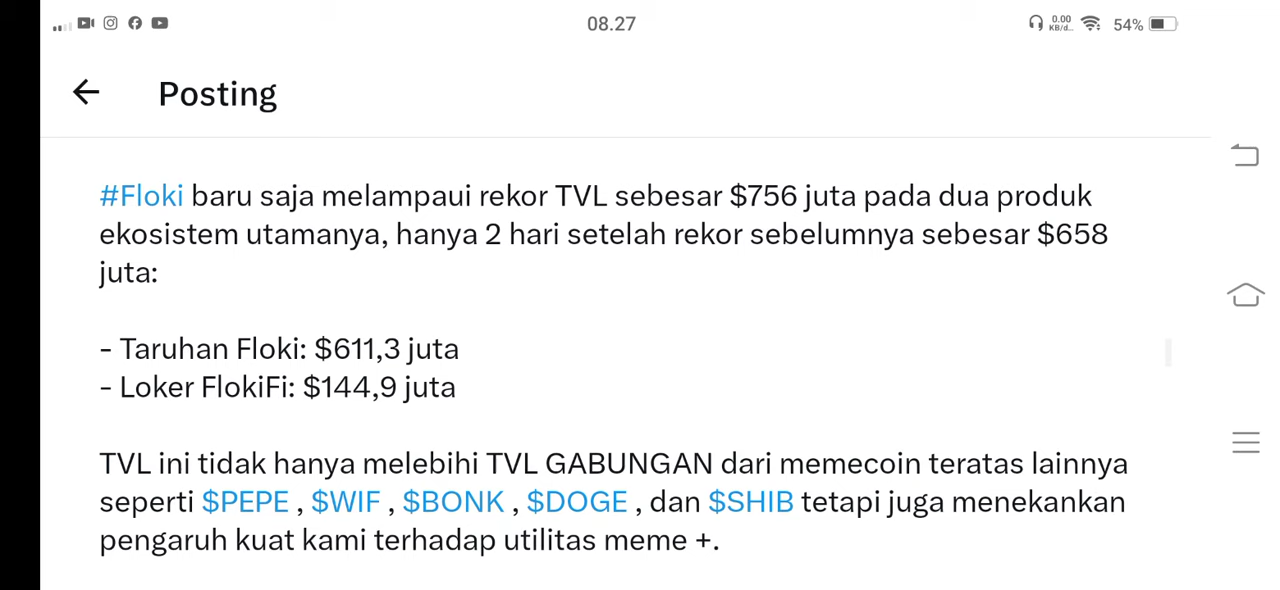 08.27
0.00
KB/d...
54%
Posting
#Floki baru saja melampaui rekor TVL sebesar $756 juta pada dua produk
ekosistem utamanya, hanya 2 hari setelah rekor sebelumnya sebesar $658
juta:
- Taruhan Floki: $611,3 juta
- Loker FlokiFi: $144,9 juta
TVL ini tidak hanya melebihi TVL GABUNGAN dari memecoin teratas lainnya
seperti $PEPE , $WIF , $BONK , $DOGE , dan $SHIB tetapi juga menekankan
pengaruh kuat kami terhadap utilitas meme +.